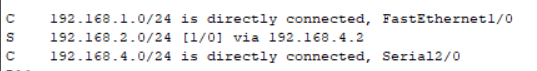 C 192.168.1.0/24 is directly connected, FastEthernet1/0
S 192.168.2.0/24 [1/0] via 192.168.4.2
C 192.168.4.0/24 is directly connected, Serial2/0